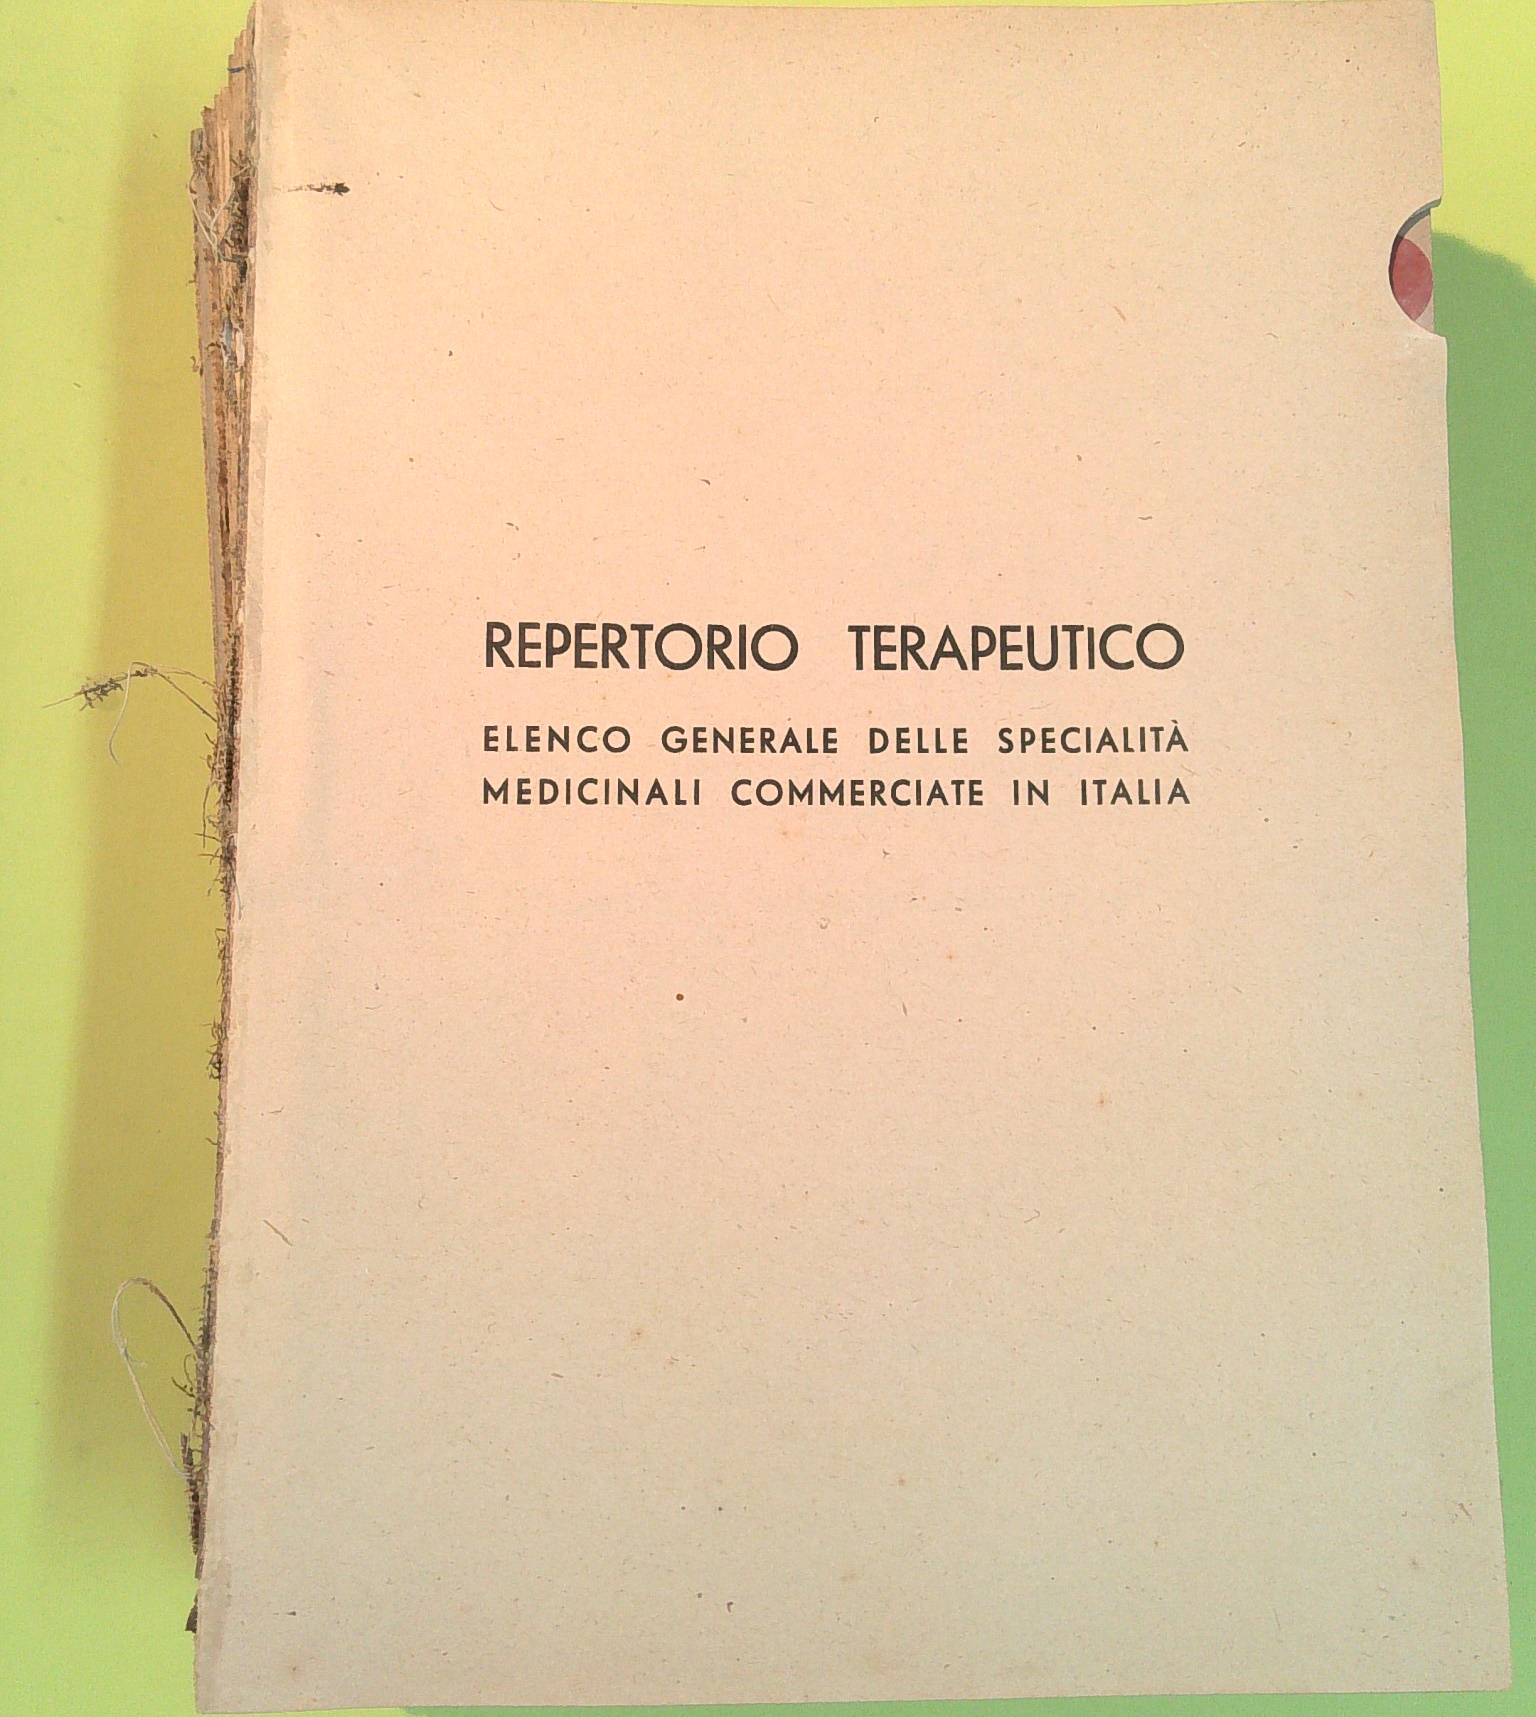 REPERTORIO TERAPEUTICO
ELENCO GENERALE DELLE SPECIALITÀ
MEDICINALI COMMERCIATE IN ITALIA